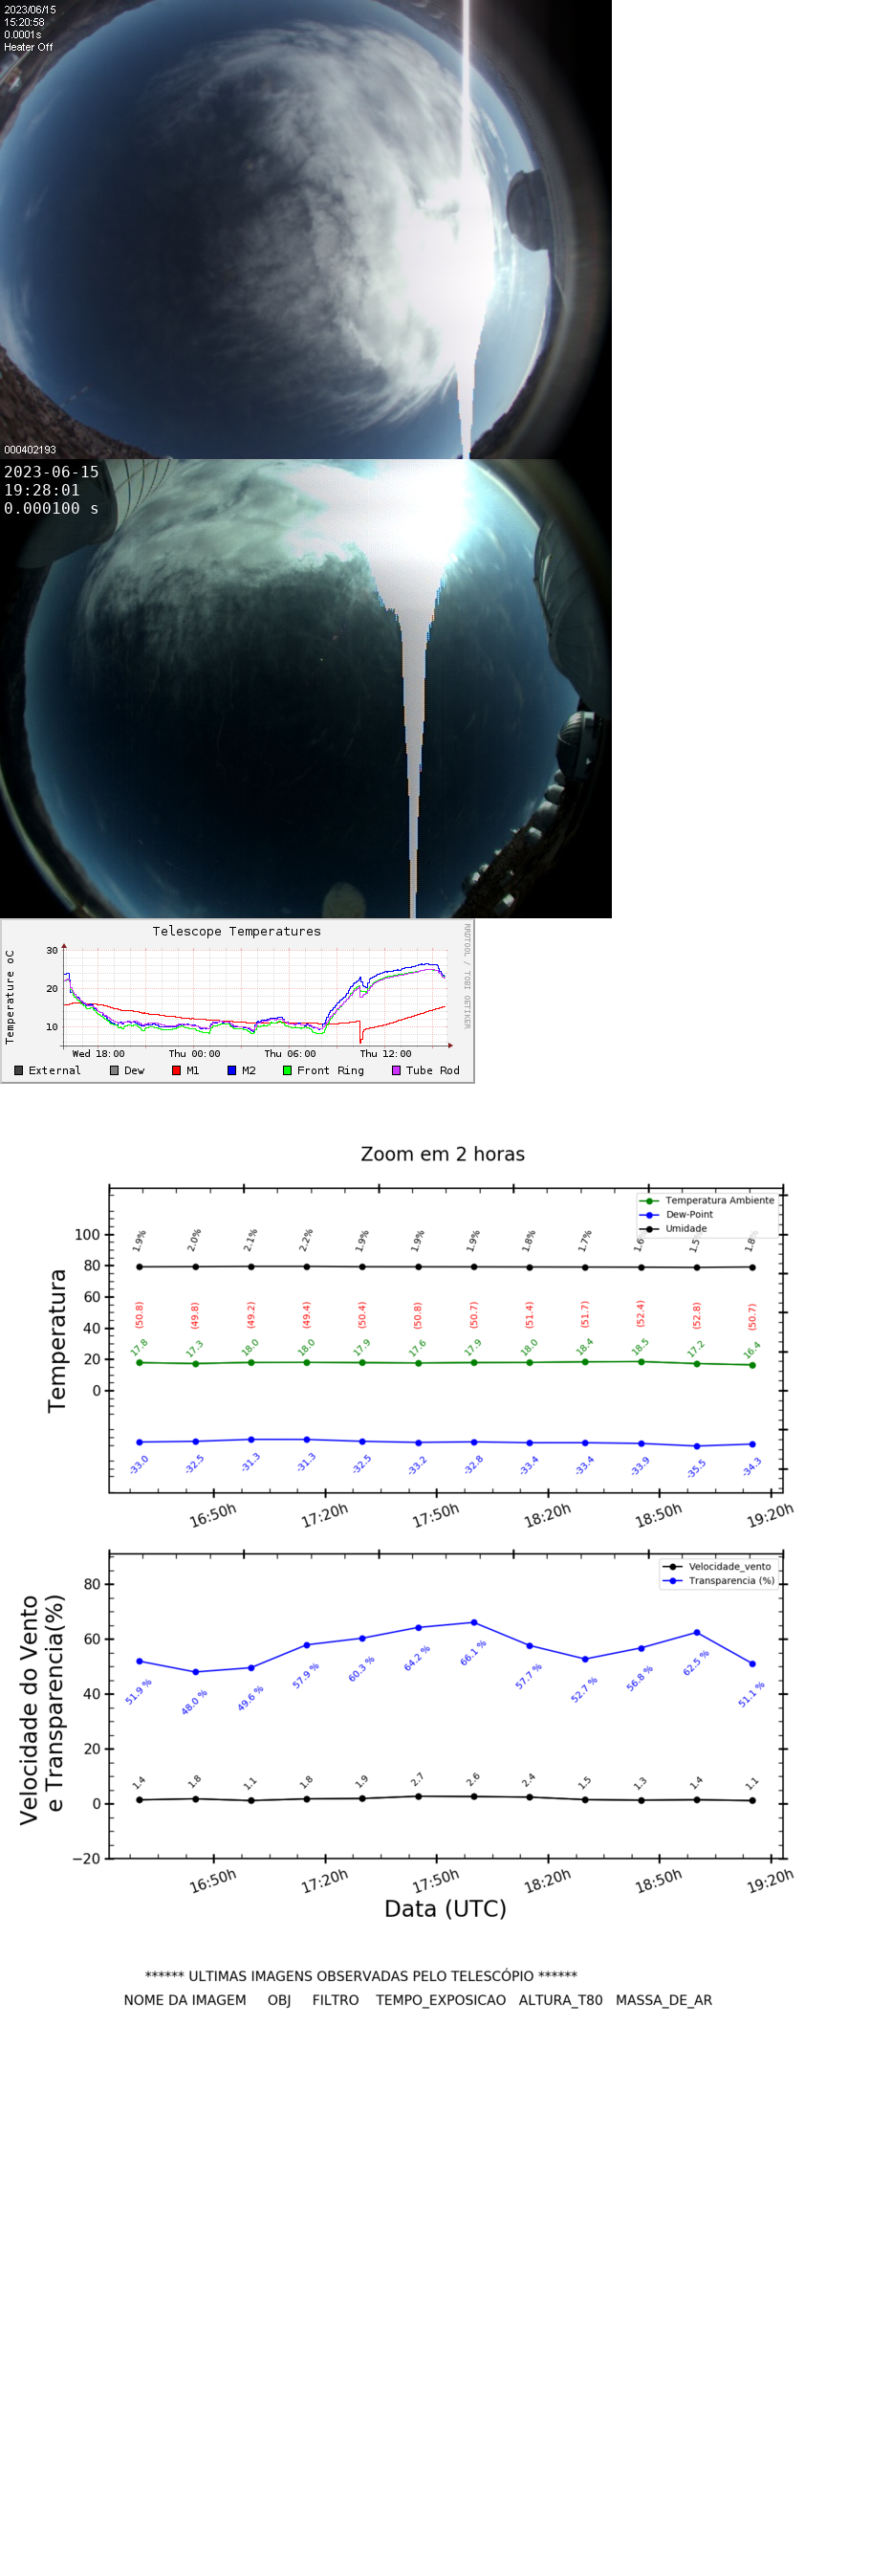 2023/06/15
15:20:58
0.0001s
Heater Off
000402193
2023-06-15
19:28:01
0.000100 s
Telescope Temperatures
RRDTOOL / TOBI OETIKER
Temperature oC
30
20
10
Wed 18:00 Thu 00:00 Thu 06:00 Thu 12:00
External Dew M1 M2 Front Ring Tube Rod
Zoom em 2 horas
Temperatura Ambiente
Dew-Point
Umidade
Temperatura
100
80
60
40
20
0
1.9% 2.0% 2.1% 2.2% 1.9% 1.9% 1.9% 1.8% 1.7% 1.6 1.5 1.8%
(50.8) (49.8) (49.2) (49.4) (50.4) (50.8) (50.7) (51.4) (51.7) (52.4) (52.8) (50.7)
17.8 17.3 18.0 18.0 17.9 17.6 17.9 18.0 18.4 18.5 17.2 16.4
-33.0 -32.5 -31.3 -31.3 -32.5 -33.2 -32.8 -33.4 -33.4 -33.9 -35.5 -34.3
16:50h 17:20h 17:50h 18:20h 18:50h 19:20h
Velocidade_vento
Transparencia (%)
Velocidade do Vento
e Transparencia(%)
80
60
40
20
0
−20
51.9 % 48.0 % 49.6 % 57.9 % 60.3 % 64.2 % 66.1 % 57.7 % 52.7 % 56.8 % 62.5 % 51.1 %
1.4 1.8 1.1 1.8 1.9 2.7 2.6 2.4 1.5 1.3 1.4 1.1
16:50h 17:20h 17:50h 18:20h 18:50h 19:20h
Data (UTC)
****** ULTIMAS IMAGENS OBSERVADAS PELO TELESCÓPIO ******
NOME DA IMAGEM OBJ FILTRO TEMPO_EXPOSICAO ALTURA_T80 MASSA_DE_AR